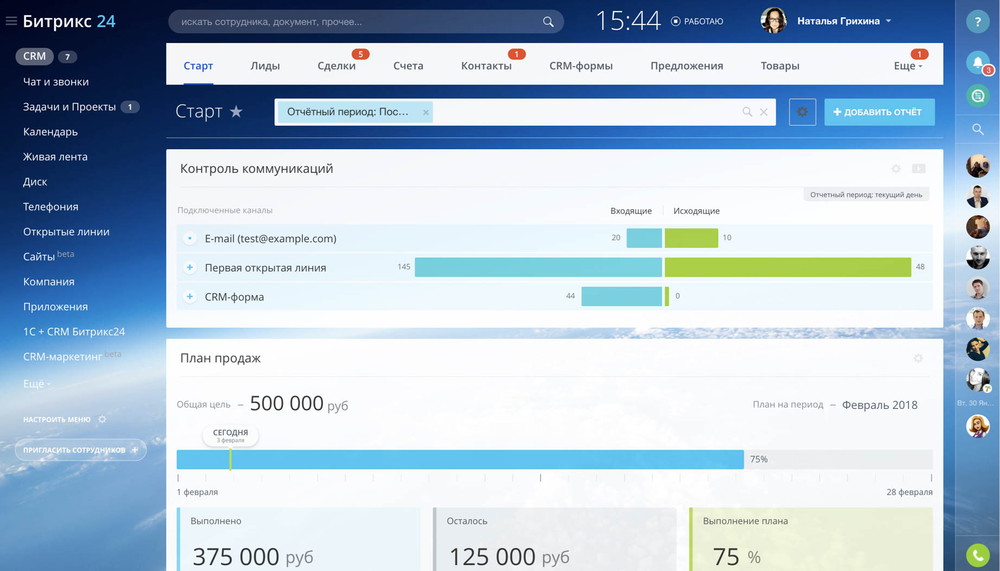 Битрикс 24
искать сотрудника, документ, прочее...
15:44 РАБОТАЮ
Наталья Грихина
?
CRM 7
Чат и звонки
Задачи и Проекты 1
Календарь
Живая лента
Диск
Телефония
Открытые линии
Сайты beta
Компания
Приложения
1С + CRM Битрикс24
CRM-маркетинг beta
Ещё
НАСТРОИТЬ МЕНЮ
ПРИГЛАСИТЬ СОТРУДНИКОВ +
Старт Лиды Сделки 5 Счета Контакты 1 CRM-формы Предложения Товары Еще 1
3
Старт
Отчётный период: Пос... ×
+ ДОБАВИТЬ ОТЧЁТ
Контроль коммуникаций
Отчетный период: текущий день
Подключенные каналы Входящие Исходящие
E-mail (test@example.com) 20 10
+ Первая открытая линия 145 48
+ CRM-форма 44 0
План продаж
Общая цель – 500 000 руб
План на период – Февраль 2018
СЕГОДНЯ
3 февраля
75%
1 февраля 28 февраля
Выполнено
375 000 руб
Осталось
125 000 руб
Выполнение плана
75 %
Вт, 30 Ян...